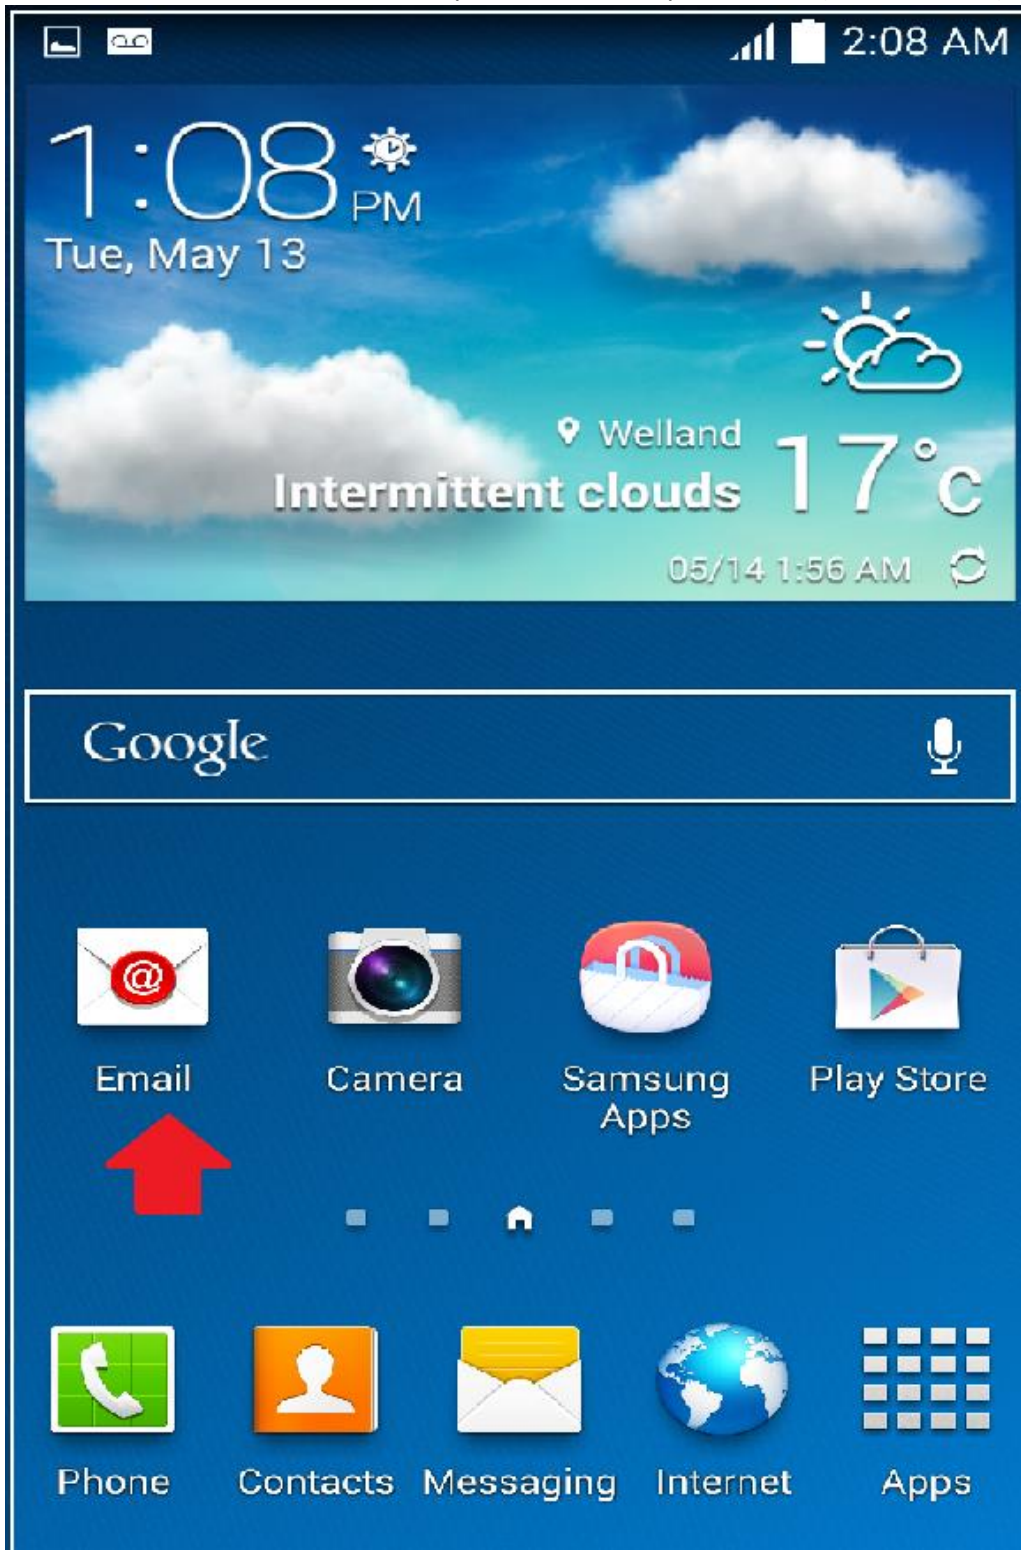 2:08 AM
1:08 PM
Tue, May 13
Welland
Intermittent clouds
17°c
05/14 1:56 AM
Google
@
Email
Camera
Samsung Apps
Play Store
Phone
Contacts
Messaging
Internet
Apps